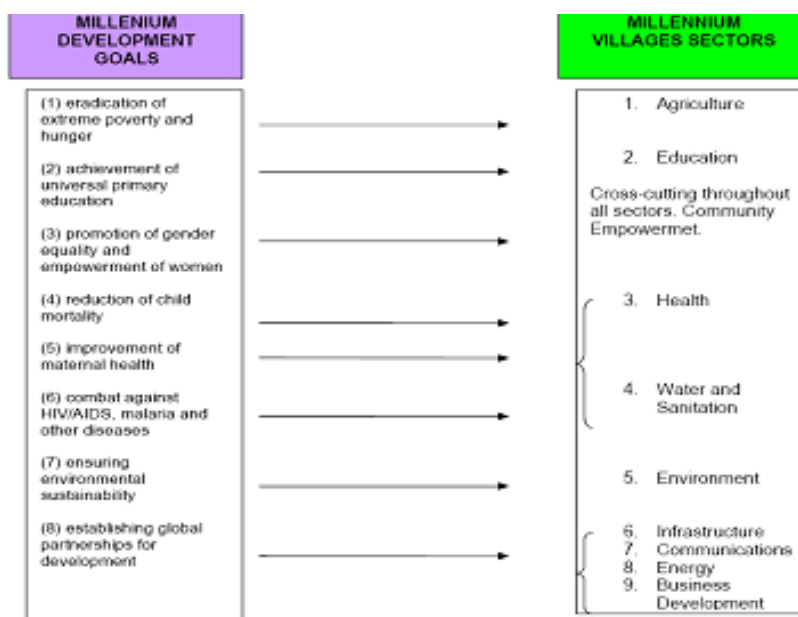 MILLENIUM
DEVELOPMENT
GOALS
(1) eradication of
extreme poverty and
hunger
(2) achievement of
universal primary
education
(3) promotion of gender
equality and
empowerment of women
(4) reduction of child
mortality
(5) improvement of
maternal health
(6) combat against
HIV/AIDS, malaria and
other diseases
(7) ensuring
environmental
sustainability
(8) establishing global
partnerships for
development
MILLENNIUM
VILLAGES SECTORS
1. Agriculture
2. Education
Cross-cutting throughout
all sectors. Community
Empowermet.
3. Health
4. Water and
Sanitation
5. Environment
6. Infrastructure
7. Communications
8. Energy
9. Business
Development